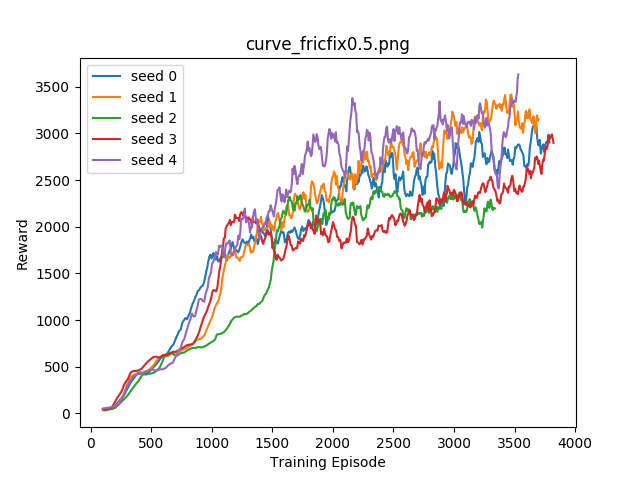 curve_fricfix0.5.png
seed 0
seed 1
seed 2
seed 3
seed 4
Reward
3500
3000
2500
2000
1500
1000
500
0
0 500 1000 1500 2000 2500 3000 3500 4000
Training Episode